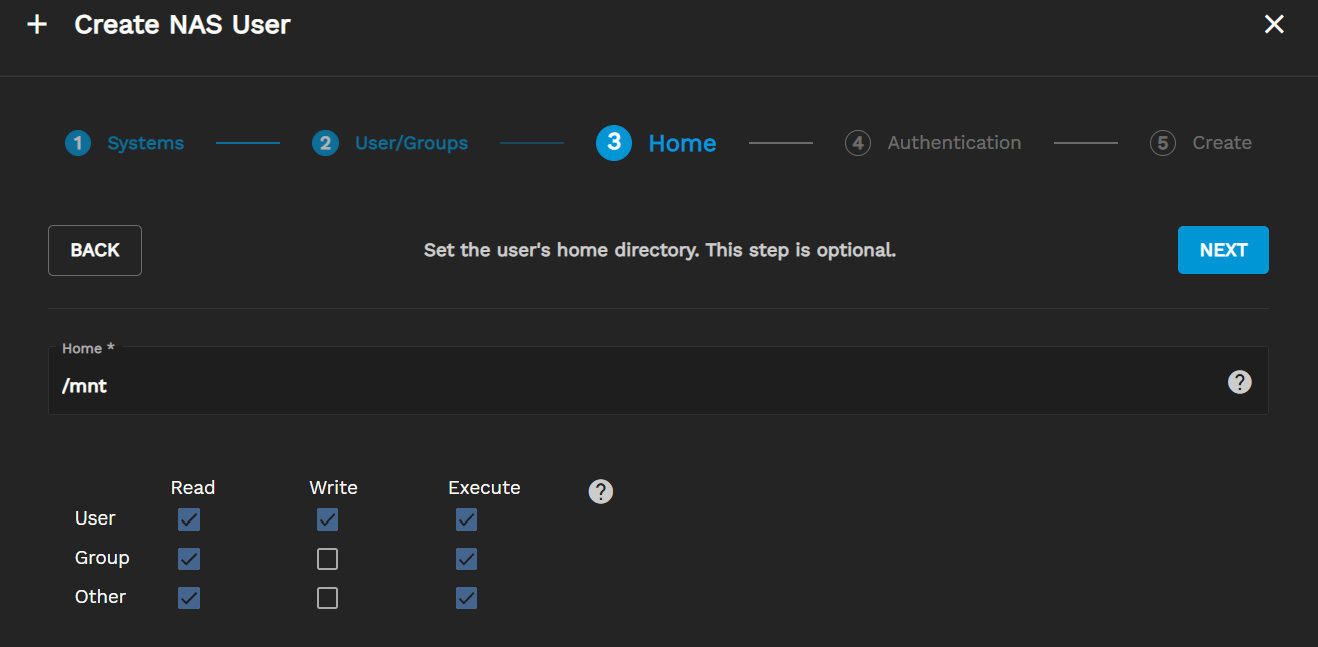 + Create NAS User
1 Systems 2 User/Groups 3 Home 4 Authentication 5 Create
BACK Set the user's home directory. This step is optional. NEXT
Home *
/mnt ?
Read Write Execute ?
User
Group
Other